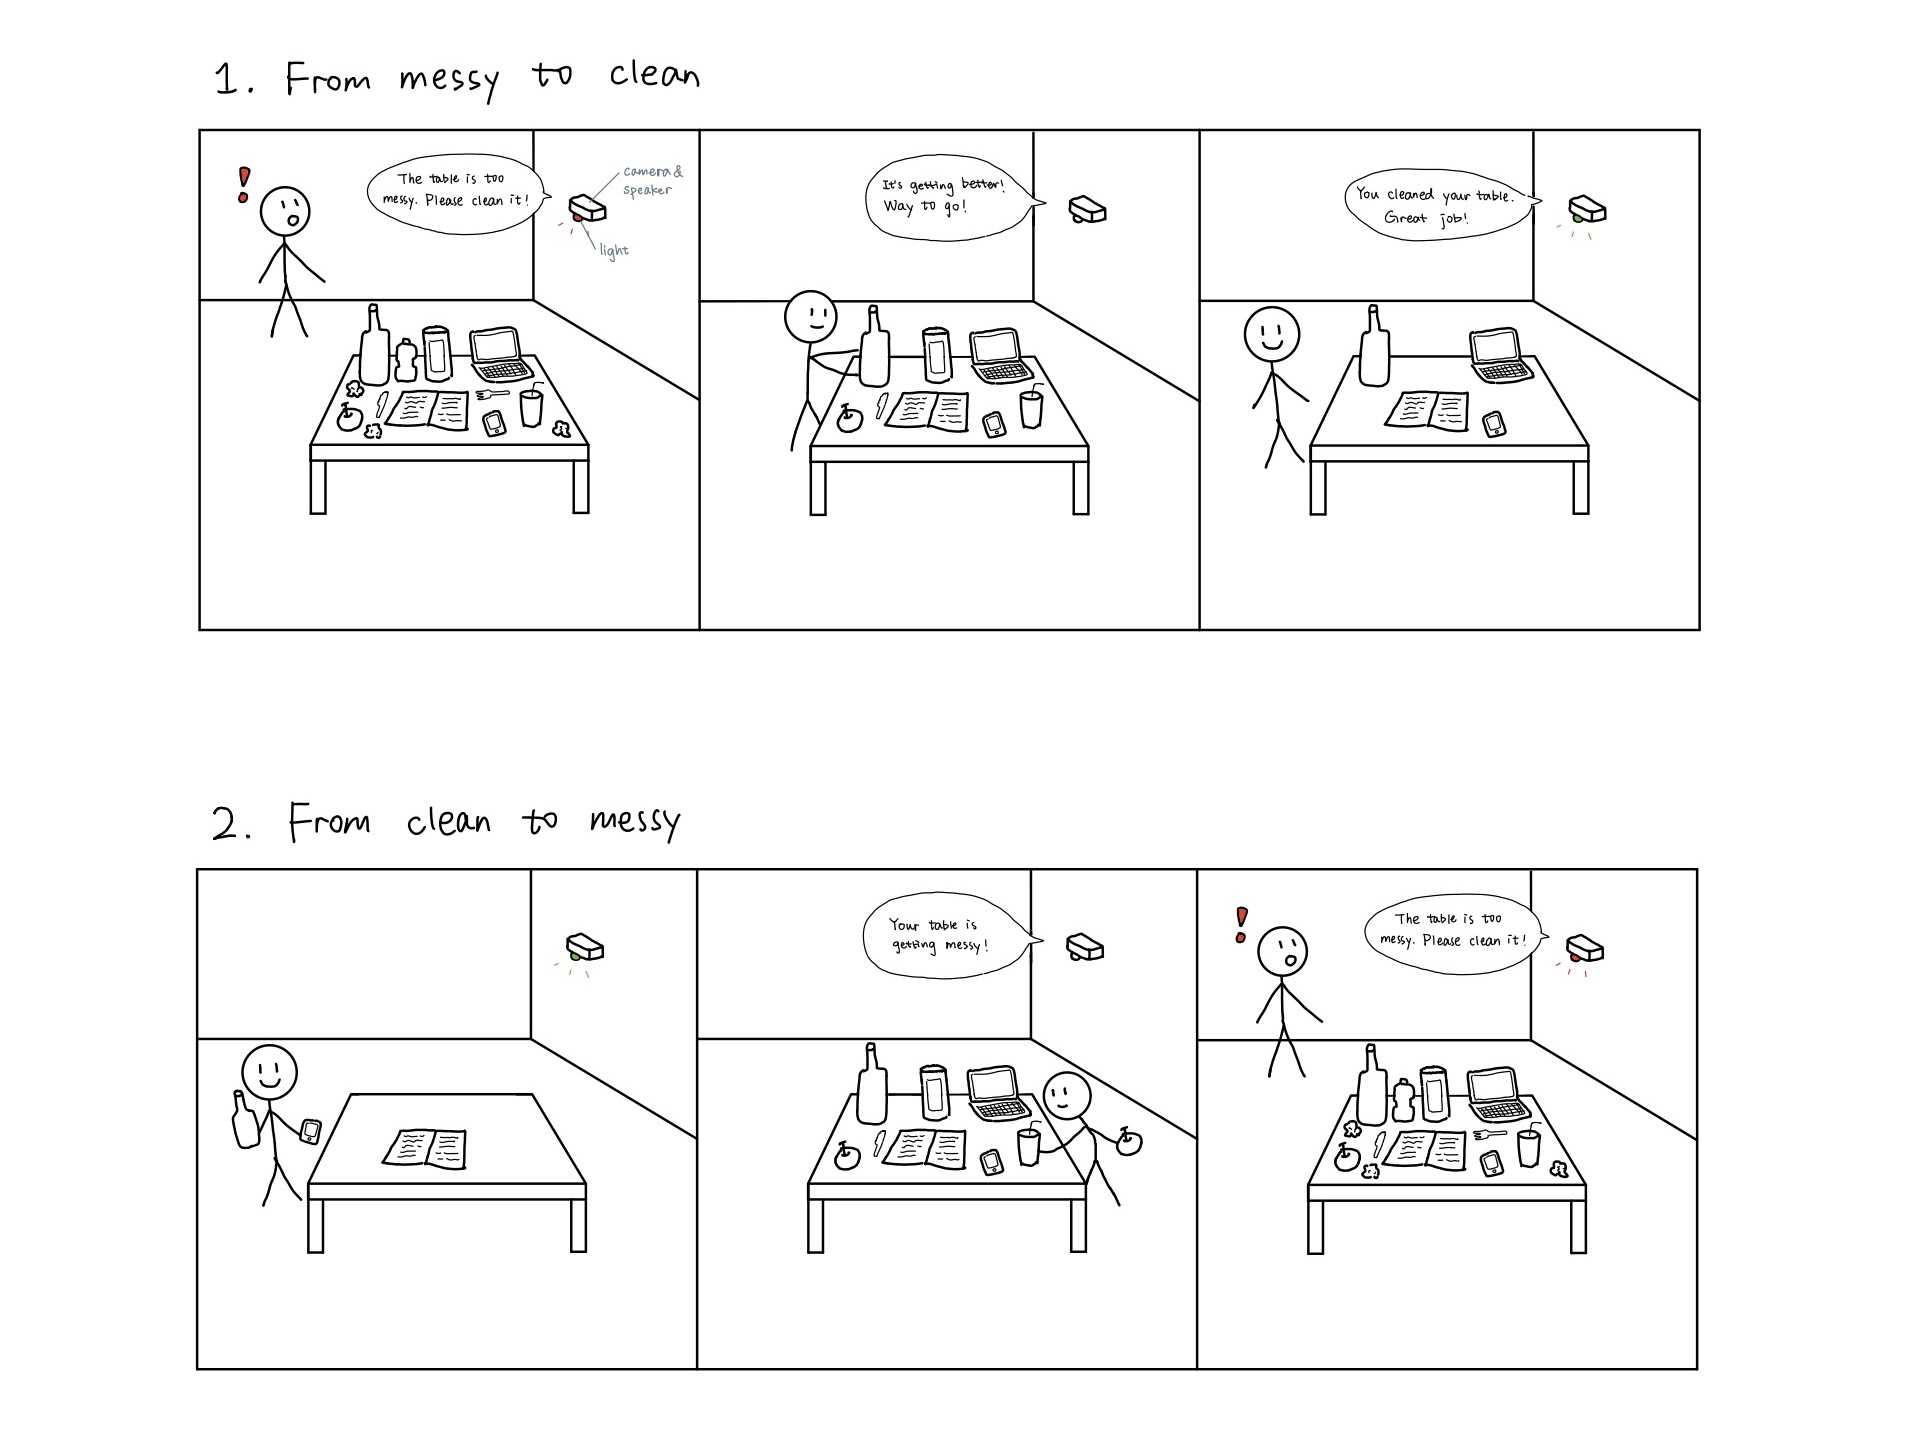 1. From messy to clean
The table is too
messy. Please clean it!
camera &
speaker
light
It's getting better!
Way to go!
You cleaned your table.
Great job!
2. From clean to messy
Your table is
getting messy!
The table is too
messy. Please clean it!